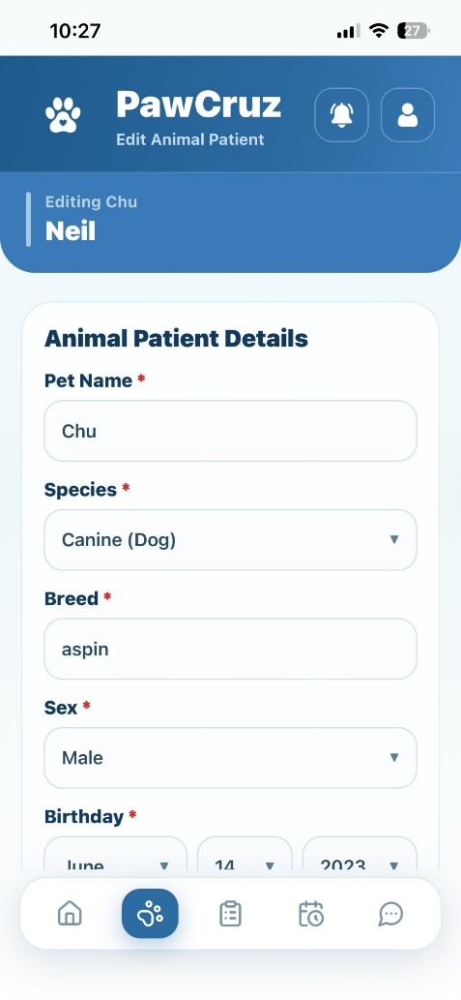 10:27
27
PawCruz
Edit Animal Patient
Editing Chu
Neil
Animal Patient Details
Pet Name *
Chu
Species *
Canine (Dog)
Breed *
aspin
Sex *
Male
Birthday *
June 14 2023